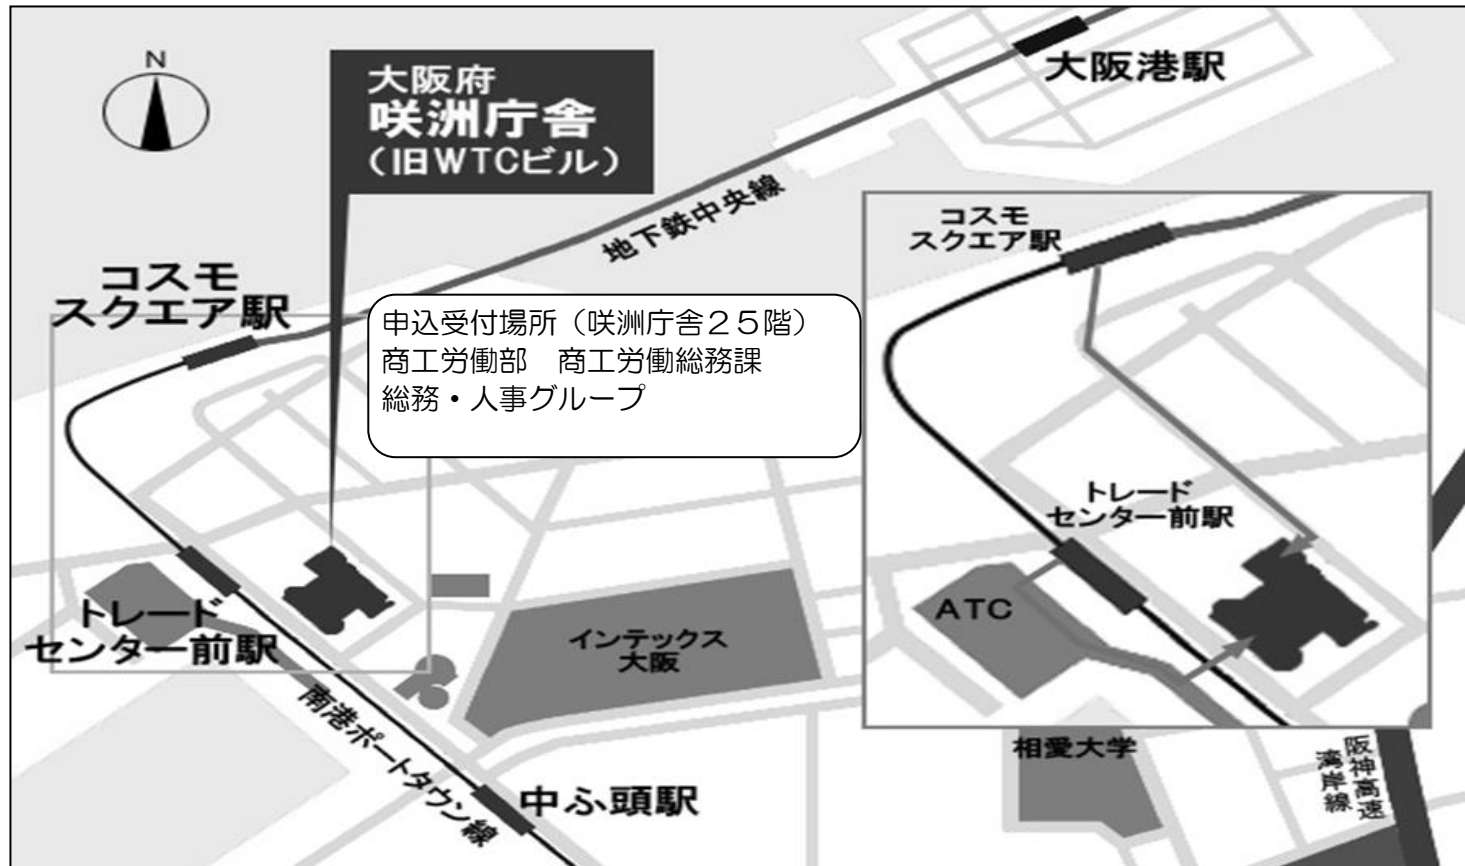 N
大阪府
咲洲庁舎
（旧WTCビル）
大阪港駅
地下鉄中央線
コスモ
スクエア駅
申込受付場所（咲洲庁舎２５階）
商工労働部　商工労働総務課
総務・人事グループ
コスモ
スクエア駅
トレード
センター前駅
ATC
トレード
センター前駅
インテックス
大阪
南港ポートタウン線
中ふ頭駅
相愛大学
阪神高速
湾岸線